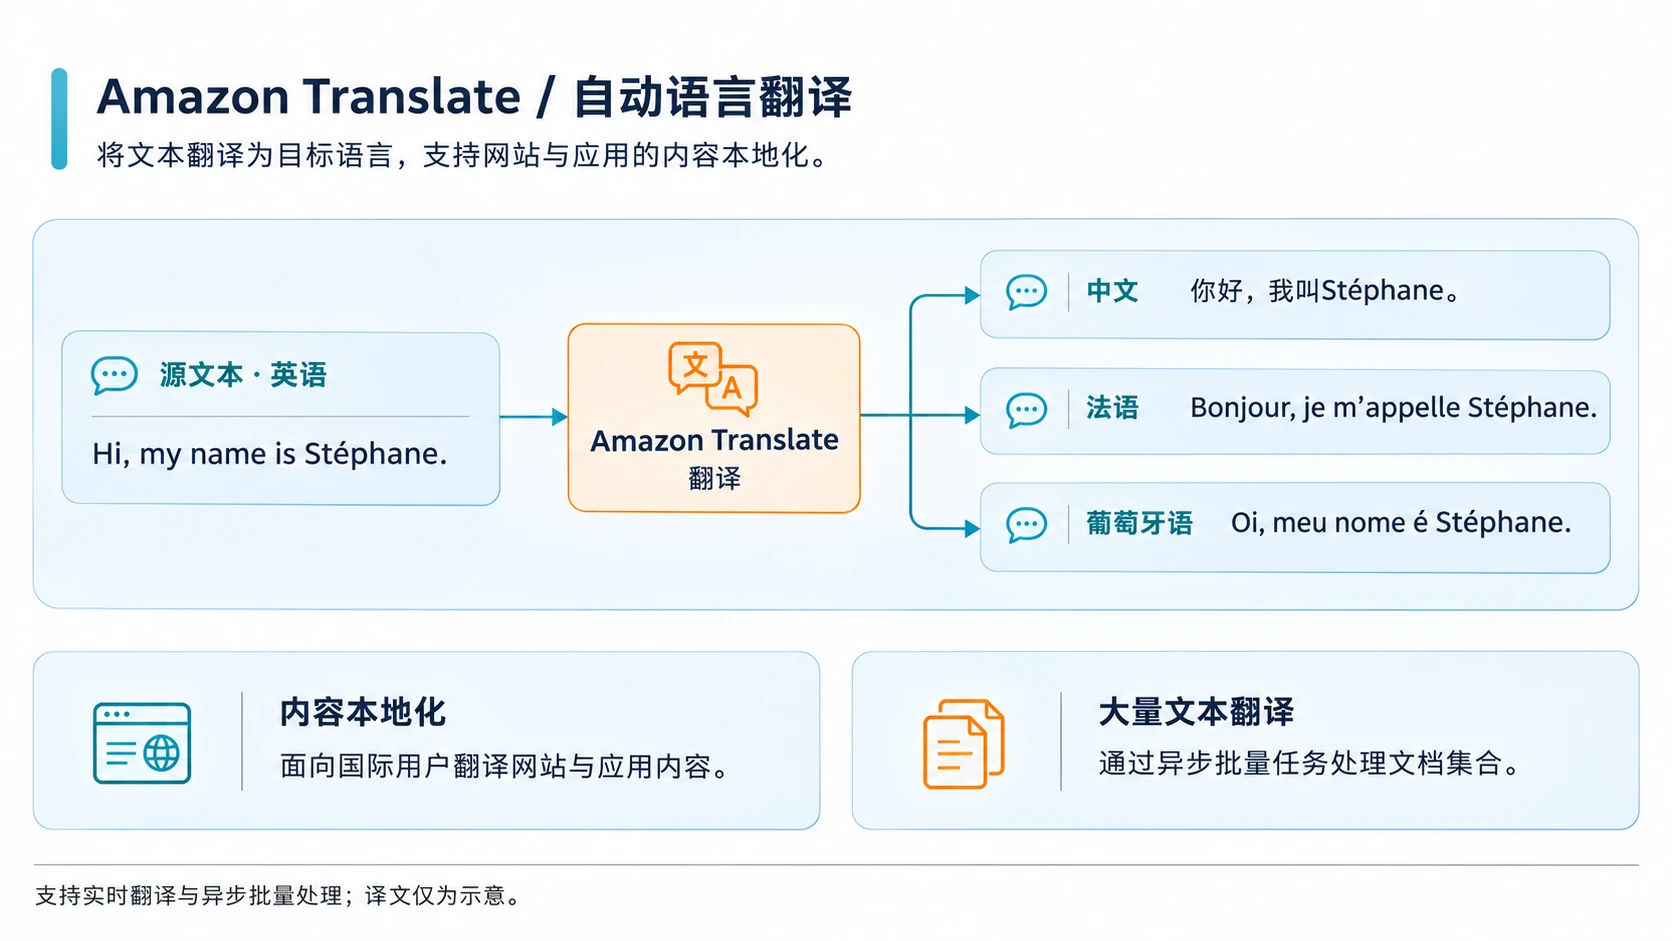 Amazon Translate / 自动语言翻译
将文本翻译为目标语言，支持网站与应用的内容本地化。
源文本 · 英语
Hi, my name is Stéphane.
文
A
Amazon Translate
翻译
中文 你好，我叫Stéphane。
法语 Bonjour, je m’appelle Stéphane.
葡萄牙语 Oi, meu nome é Stéphane.
内容本地化
面向国际用户翻译网站与应用内容。
大量文本翻译
通过异步批量任务处理文档集合。
支持实时翻译与异步批量处理；译文仅为示意。